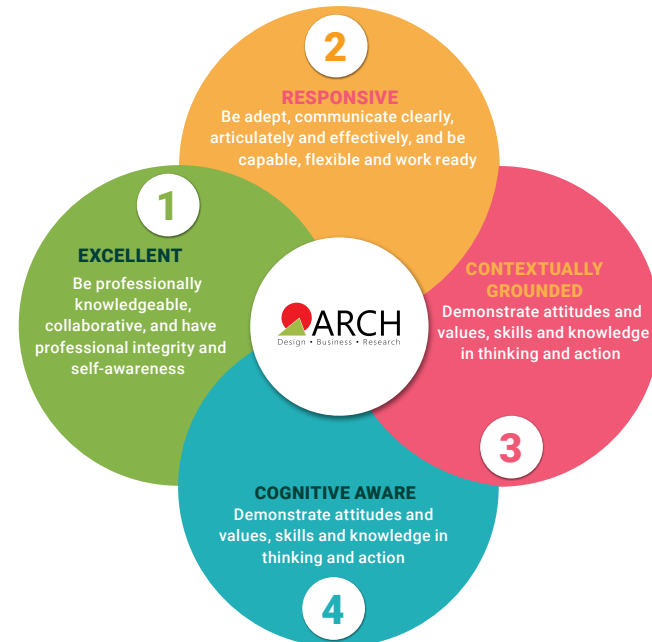 1
EXCELLENT
Be professionally
knowledgeable,
collaborative, and have
professional integrity and
self-awareness
2
RESPONSIVE
Be adept, communicate clearly,
articulately and effectively, and be
capable, flexible and work ready
CONTEXTUALLY
GROUNDED
Demonstrate attitudes and
values, skills and knowledge
in thinking and action
3
COGNITIVE AWARE
Demonstrate attitudes and
values, skills and knowledge in
thinking and action
4
ARCH
Design • Business • Research